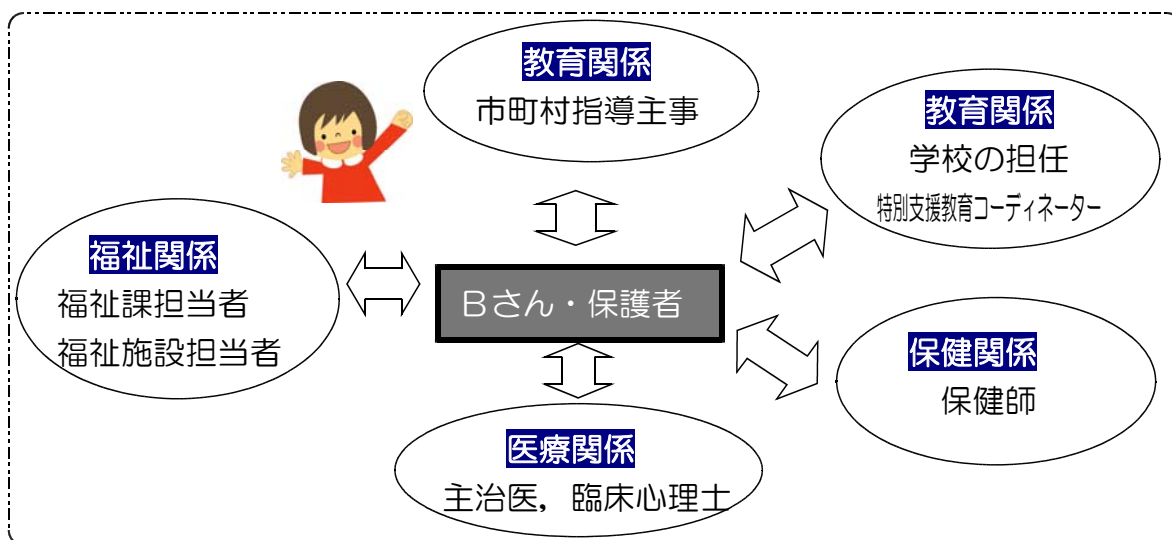 教育関係
市町村指導主事
教育関係
学校の担任
特別支援教育コーディネーター
福祉関係
福祉課担当者
福祉施設担当者
Bさん・保護者
保健関係
保健師
医療関係
主治医,臨床心理士